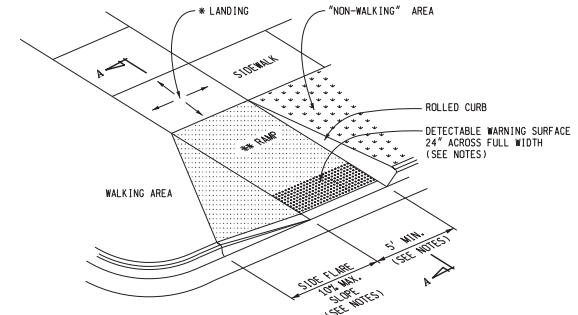 * LANDING
"NON-WALKING" AREA
A
SIDEWALK
ROLLED CURB
DETECTABLE WARNING SURFACE
24" ACROSS FULL WIDTH
(SEE NOTES)
** RAMP
WALKING AREA
5' MIN.
(SEE NOTES)
SIDE FLARE
10% MAX.
SLOPE
(SEE NOTES)
A